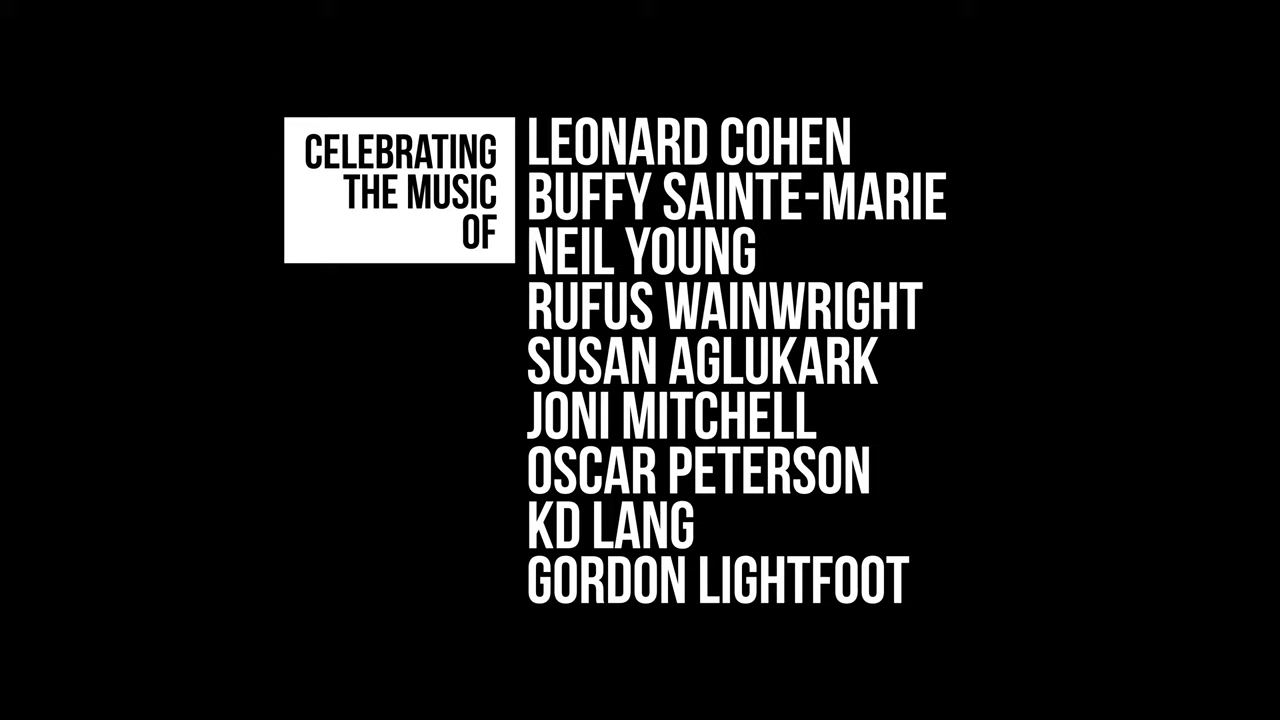 CELEBRATING
THE MUSIC
OF
LEONARD COHEN
BUFFY SAINTE-MARIE
NEIL YOUNG
RUFUS WAINWRIGHT
SUSAN AGLUKARK
JONI MITCHELL
OSCAR PETERSON
KD LANG
GORDON LIGHTFOOT